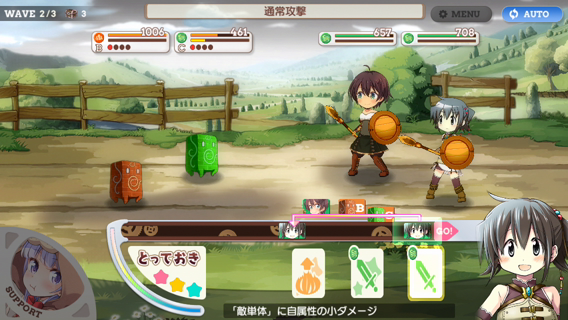 WAVE 2/3 3
通常攻撃
MENU
AUTO
1006
B
461
C
657
708
B
GO!
とっておき
SUPPORT
「敵単体」に自属性の小ダメージ